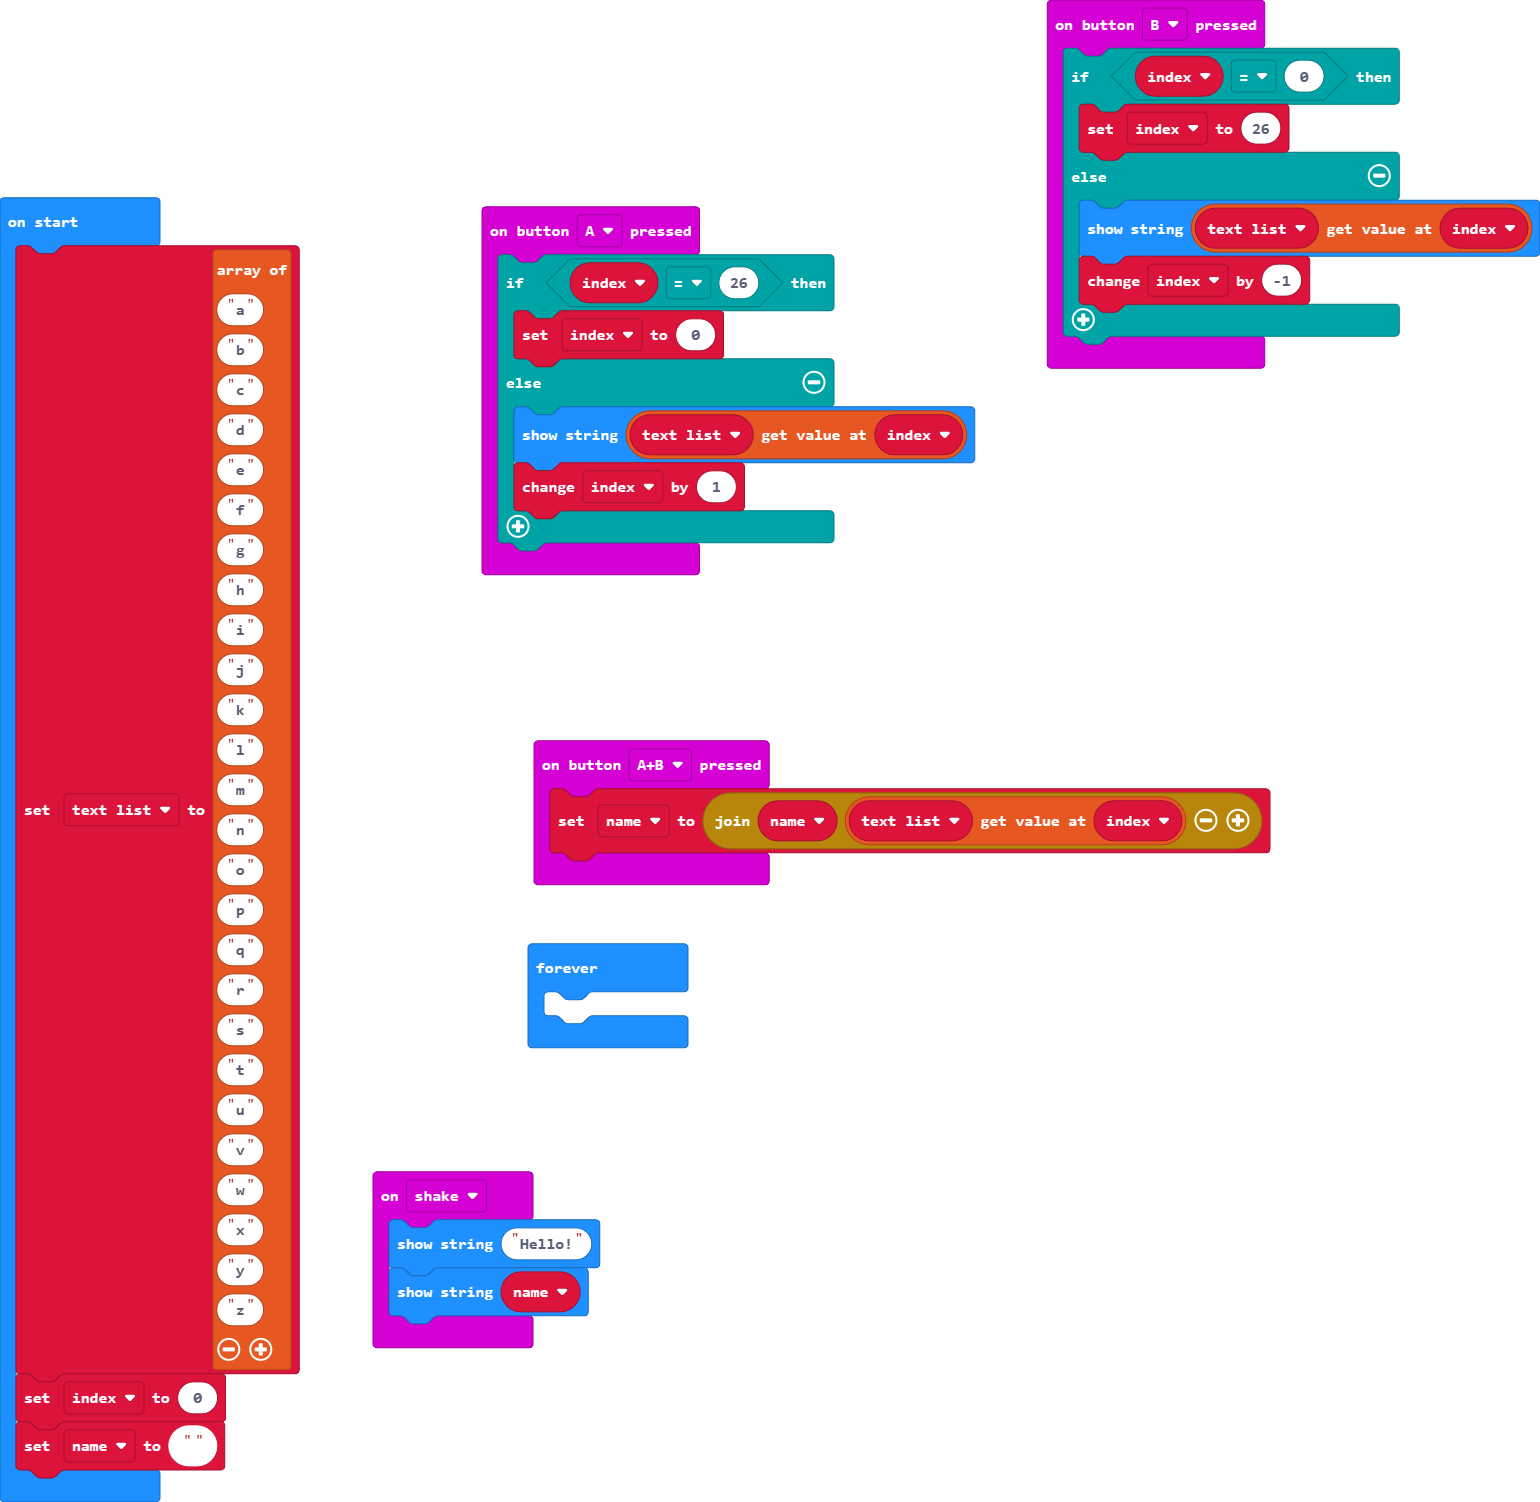 on start
set text list to array of
"a"
"b"
"c"
"d"
"e"
"f"
"g"
"h"
"i"
"j"
"k"
"l"
"m"
"n"
"o"
"p"
"q"
"r"
"s"
"t"
"u"
"v"
"w"
"x"
"y"
"z"
set index to 0
set name to " "
on button A pressed
if index = 26 then
set index to 0
else
show string text list get value at index
change index by 1
on button B pressed
if index = 0 then
set index to 26
else
show string text list get value at index
change index by -1
on button A+B pressed
set name to join name text list get value at index
forever
on shake
show string "Hello!"
show string name